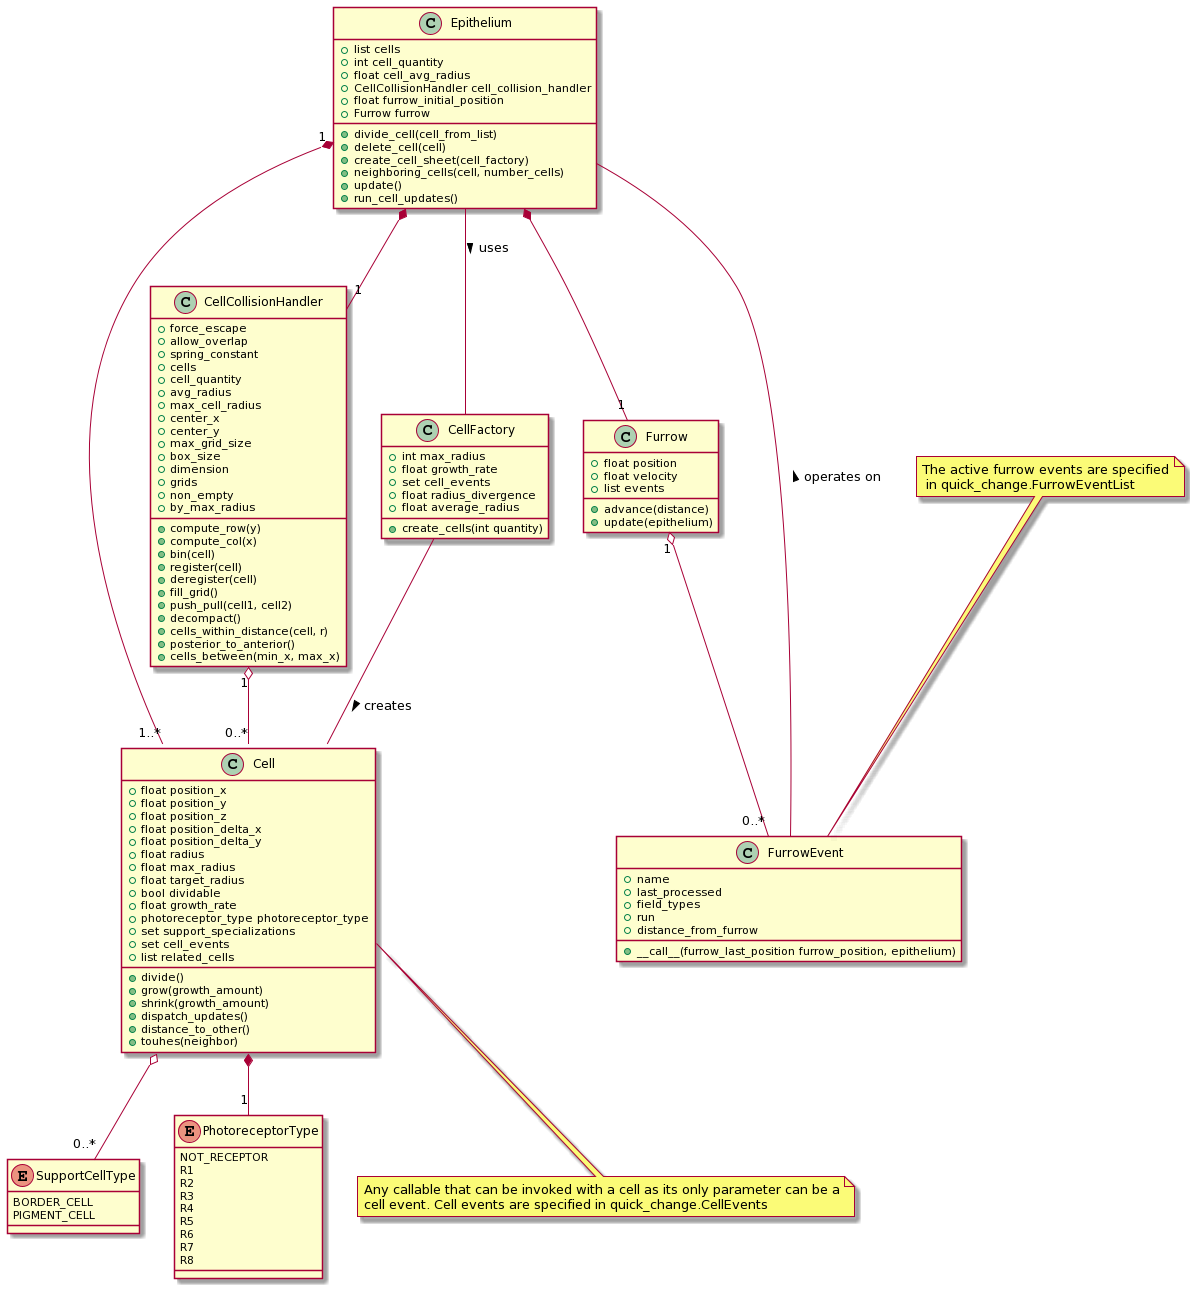 C Epithelium
list cells
int cell_quantity
float cell_avg_radius
CellCollisionHandler cell_collision_handler
float furrow_initial_position
Furrow furrow
divide_cell(cell_from_list)
delete_cell(cell)
create_cell_sheet(cell_factory)
neighboring_cells(cell, number_cells)
update()
run_cell_updates()
1
uses
1
C CellCollisionHandler
force_escape
allow_overlap
spring_constant
cells
cell_quantity
avg_radius
max_cell_radius
center_x
center_y
max_grid_size
box_size
dimension
grids
non_empty
by_max_radius
compute_row(y)
compute_col(x)
bin(cell)
register(cell)
deregister(cell)
fill_grid()
push_pull(cell1, cell2)
decompact()
cells_within_distance(cell, r)
posterior_to_anterior()
cells_between(min_x, max_x)
C CellFactory
int max_radius
float growth_rate
set cell_events
float radius_divergence
float average_radius
create_cells(int quantity)
1
C Furrow
float position
float velocity
list events
advance(distance)
update(epithelium)
1
operates on
The active furrow events are specified
in quick_change.FurrowEventList
1
creates
1..*
0..*
C Cell
float position_x
float position_y
float position_z
float position_delta_x
float position_delta_y
float radius
float max_radius
float target_radius
bool dividable
float growth_rate
photoreceptor_type photoreceptor_type
set support_specializations
set cell_events
list related_cells
divide()
grow(growth_amount)
shrink(growth_amount)
dispatch_updates()
distance_to_other()
touhes(neighbor)
0..*
C FurrowEvent
name
last_processed
field_types
run
distance_from_furrow
__call__(furrow_last_position furrow_position, epithelium)
0..*
1
E SupportCellType
BORDER_CELL
PIGMENT_CELL
E PhotoreceptorType
NOT_RECEPTOR
R1
R2
R3
R4
R5
R6
R7
R8
Any callable that can be invoked with a cell as its only parameter can be a
cell event. Cell events are specified in quick_change.CellEvents